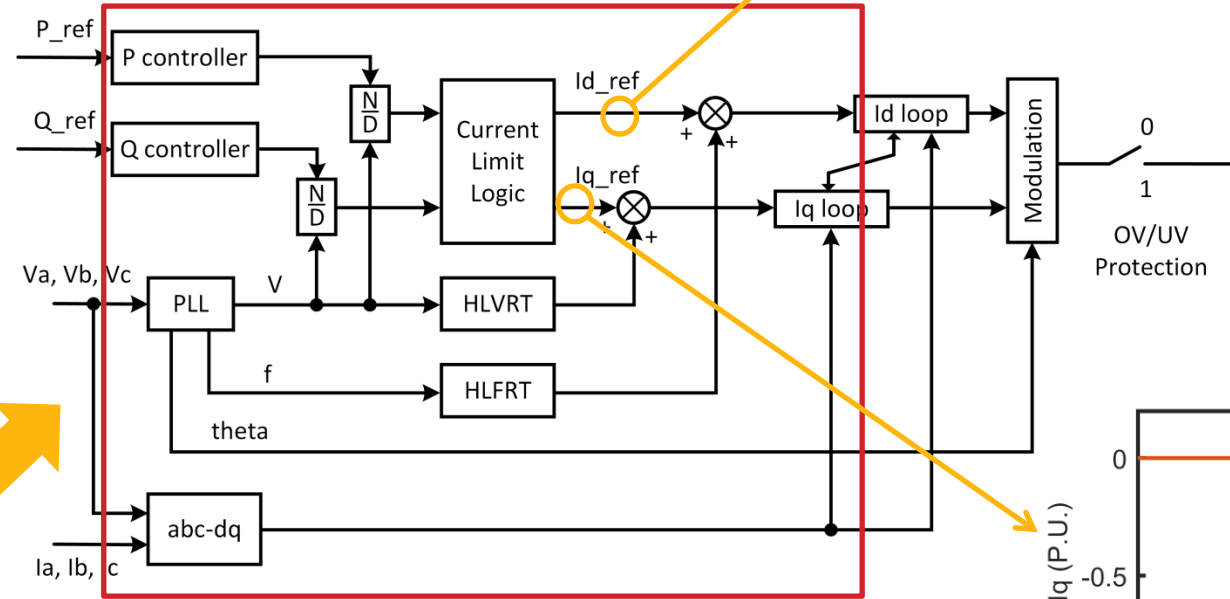 P_ref
P controller
Q_ref
Q controller
N
D
N
D
Current
Limit
Logic
Id_ref
+
+
Iq_ref
+
+
Id loop
Iq loop
Modulation
0
1
OV/UV
Protection
Va, Vb, Vc
PLL
V
HLVRT
f
HLFRT
theta
abc-dq
Ia, Ib, Ic
0
-0.5
Iq (P.U.)